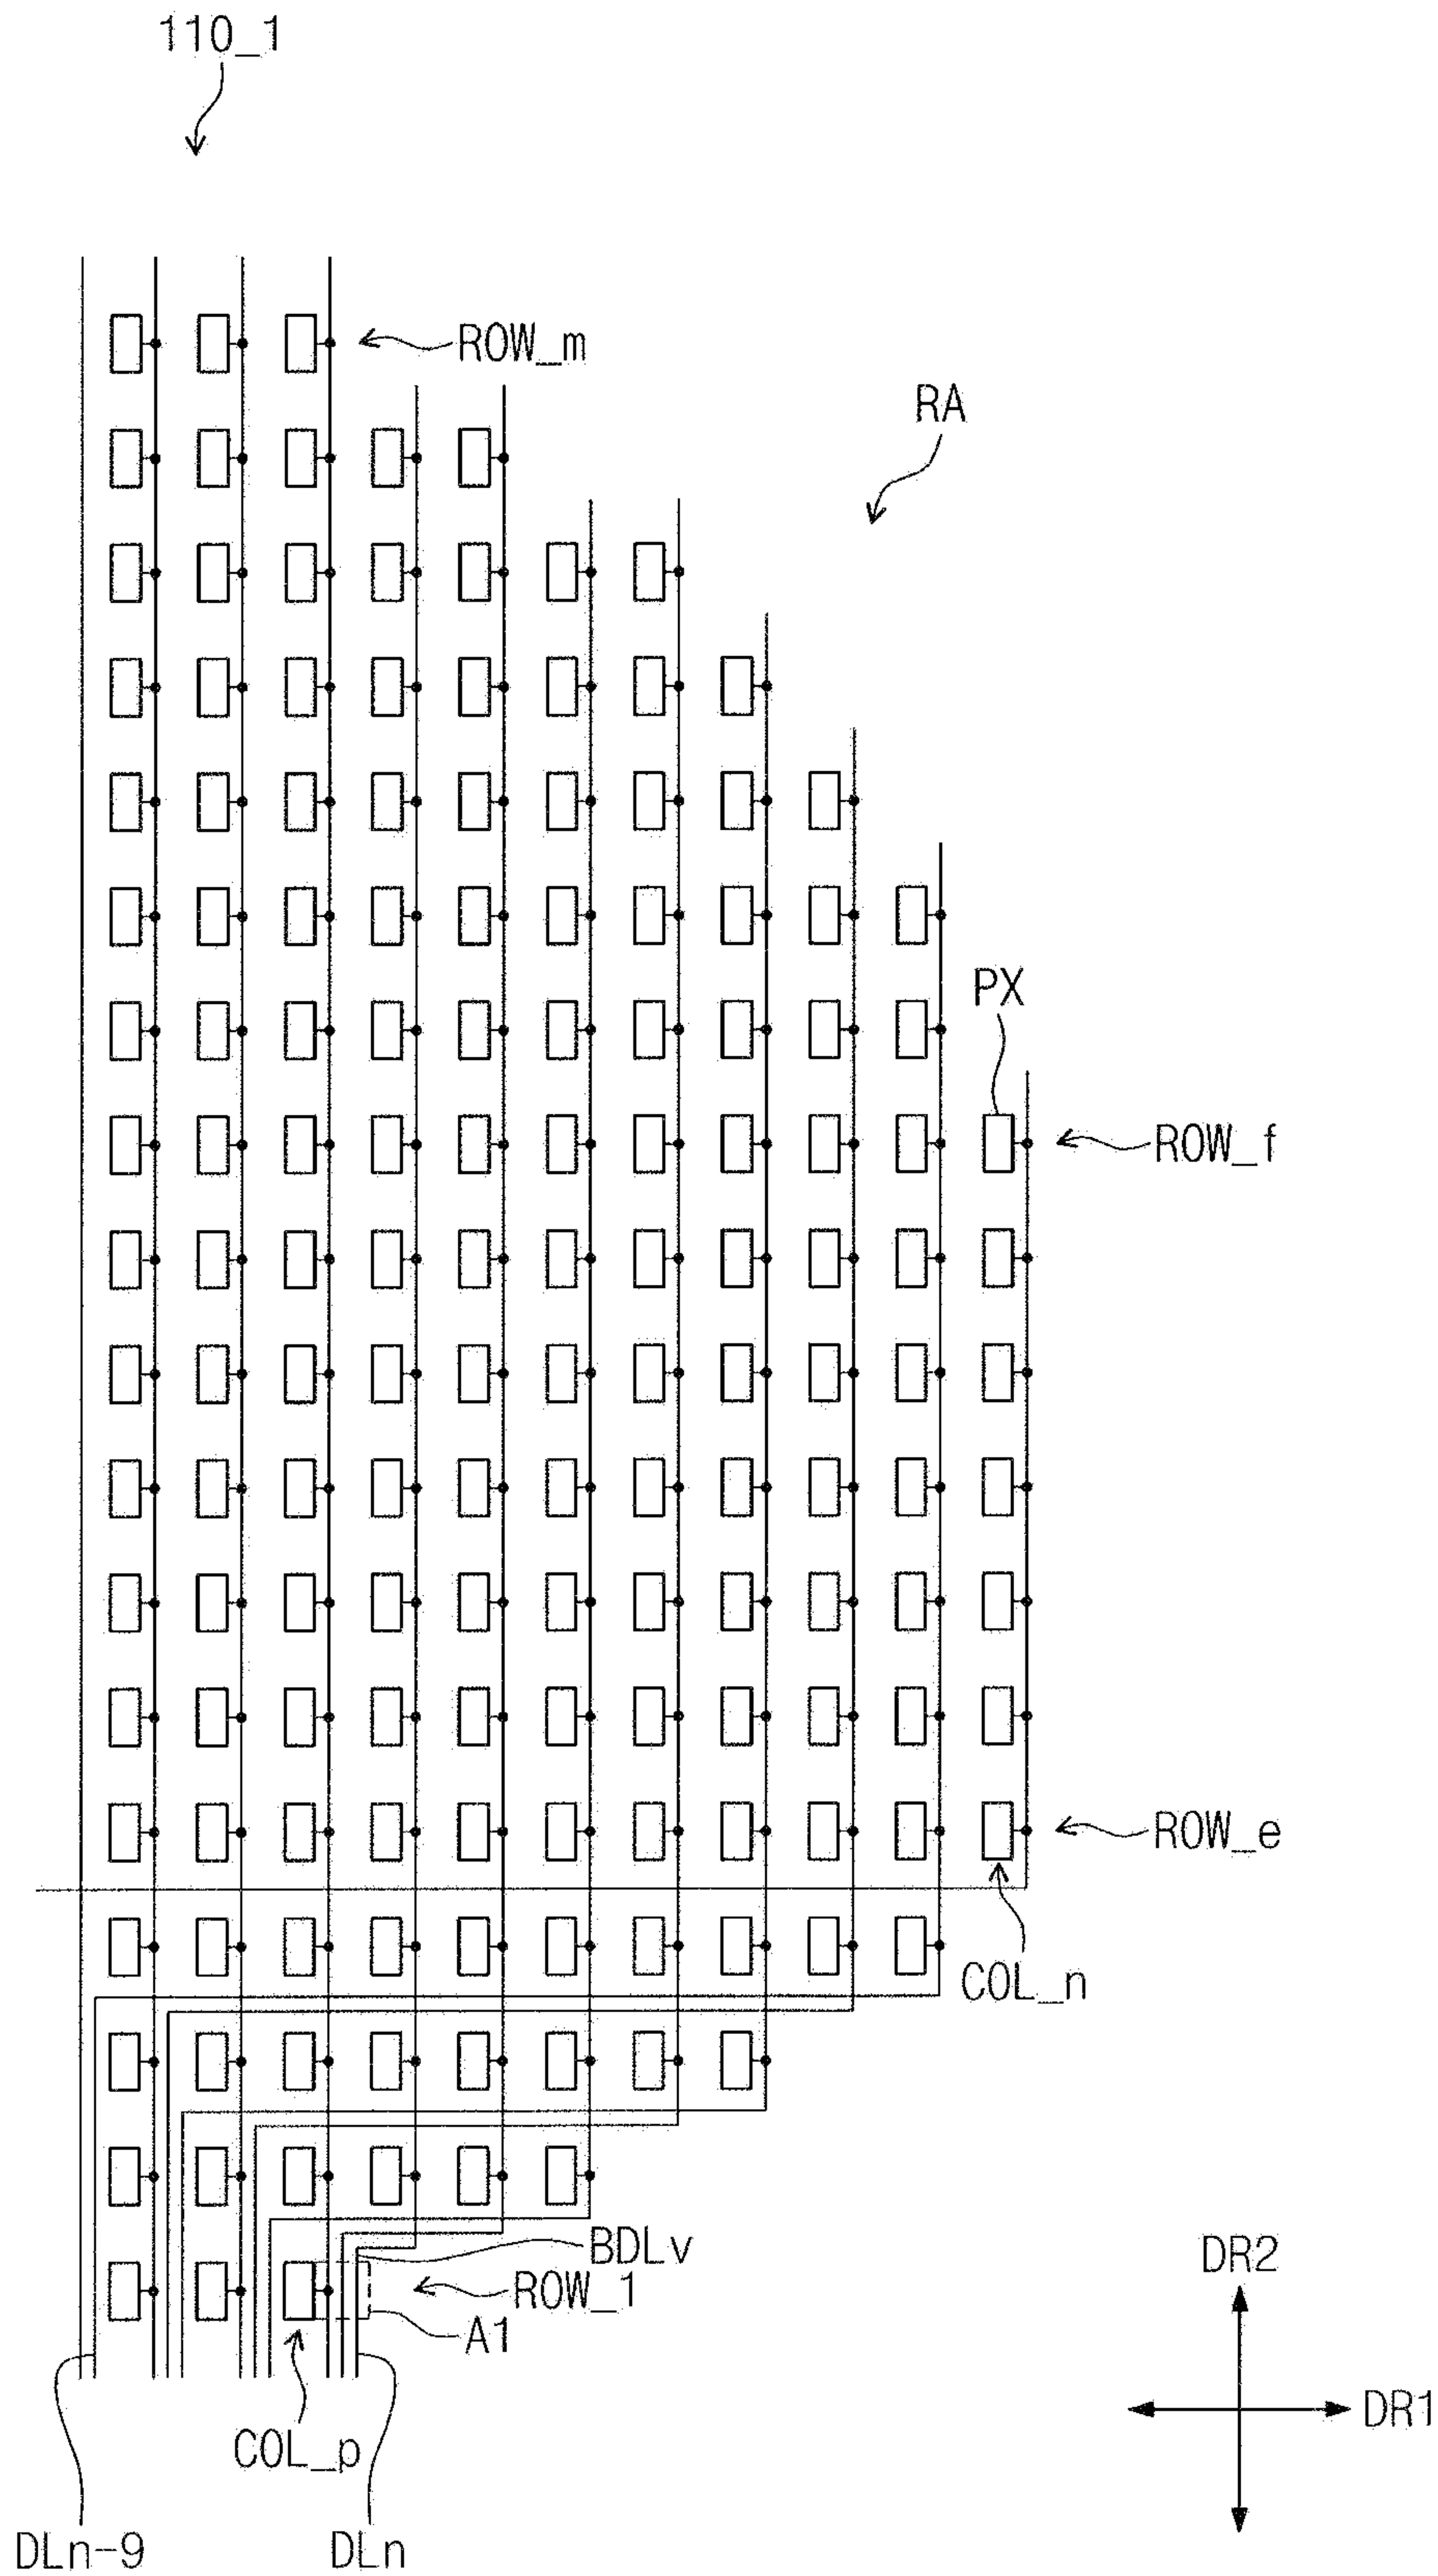 110_1
ROW_m
RA
PX
ROW_f
ROW_e
COL_n
BDLv
ROW_1
A1
DR2
DR1
COL_p
DLn-9
DLn